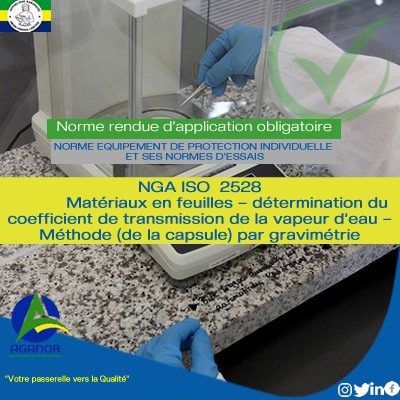 Norme rendue d'application obligatoire
NORME EQUIPEMENT DE PROTECTION INDIVIDUELLE
ET SES NORMES D'ESSAIS
NGA ISO 2528
Matériaux en feuilles – détermination du
coefficient de transmission de la vapeur d'eau –
Méthode (de la capsule) par gravimétrie
AGANOR
"Votre passerelle vers la Qualité"